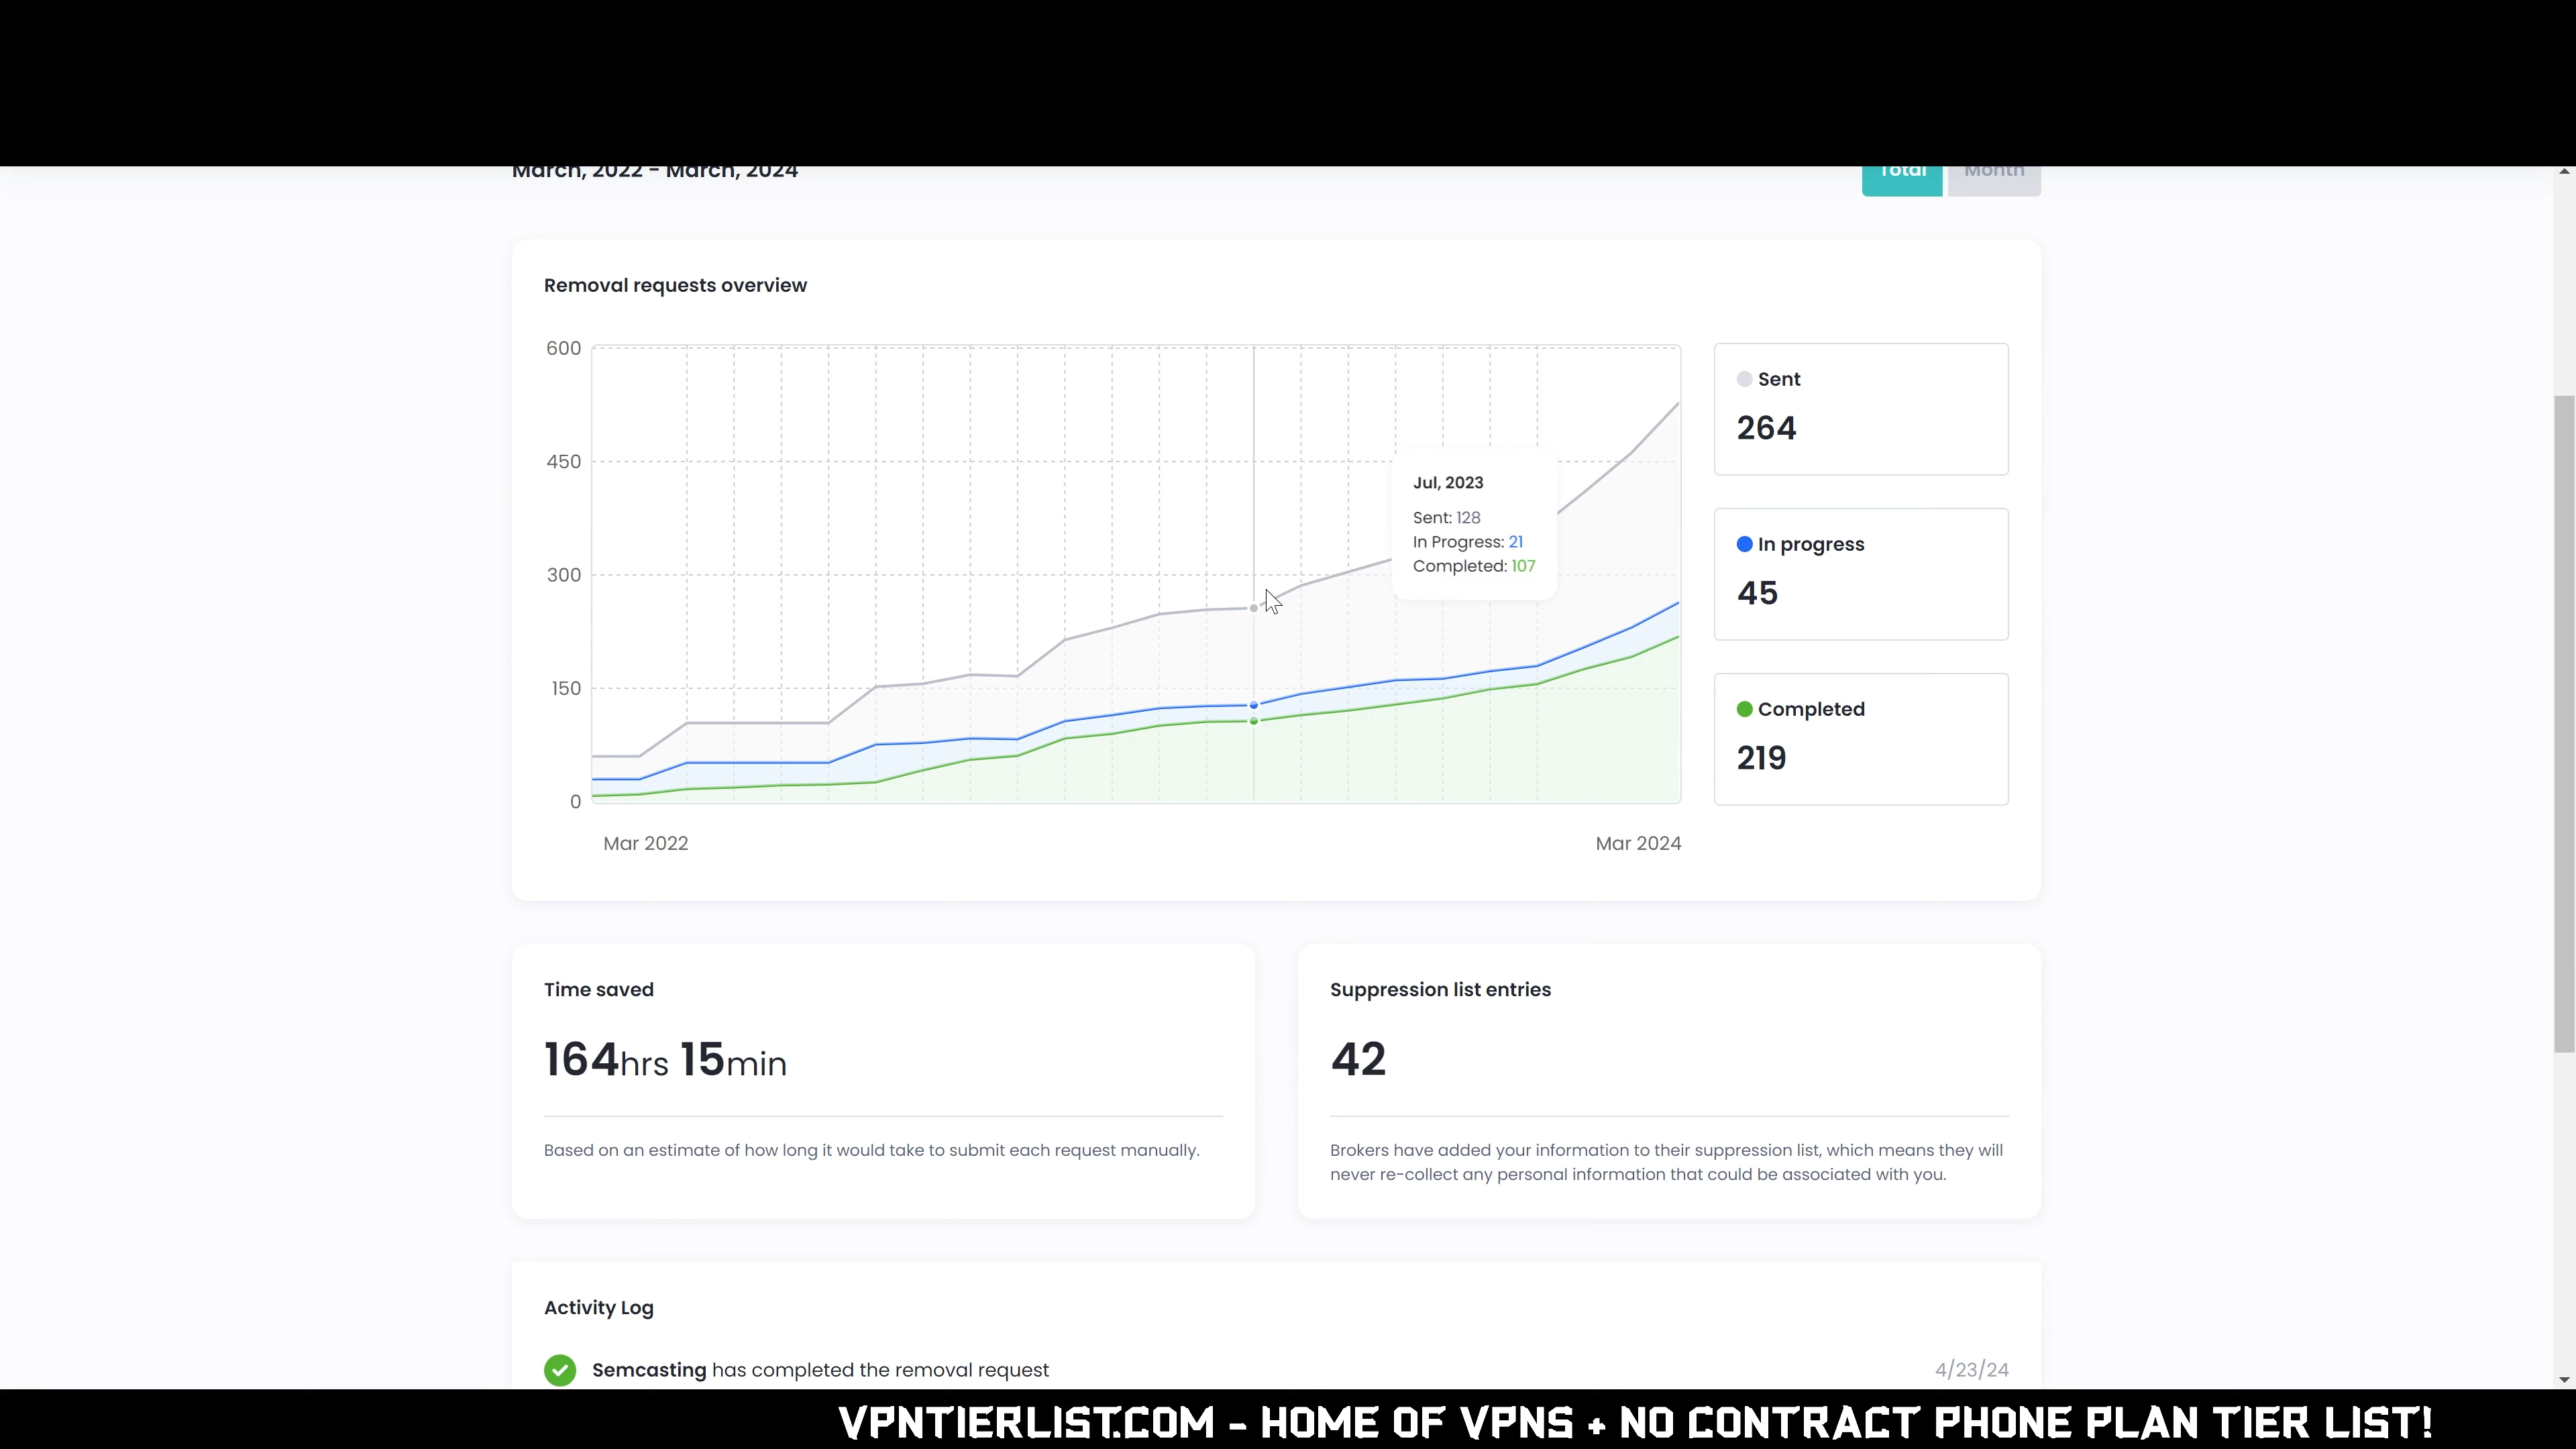 March, 2022 - March, 2024
Total
Month
Removal requests overview
600
450
300
150
0
Mar 2022
Mar 2024
Jul, 2023
Sent: 128
In Progress: 21
Completed: 107
Sent
264
In progress
45
Completed
219
Time saved
164hrs 15min
Based on an estimate of how long it would take to submit each request manually.
Suppression list entries
42
Brokers have added your information to their suppression list, which means they will
never re-collect any personal information that could be associated with you.
Activity Log
Semcasting has completed the removal request
4/23/24
VPNTIERLIST.COM - HOME OF VPNS + NO CONTRACT PHONE PLAN TIER LIST!